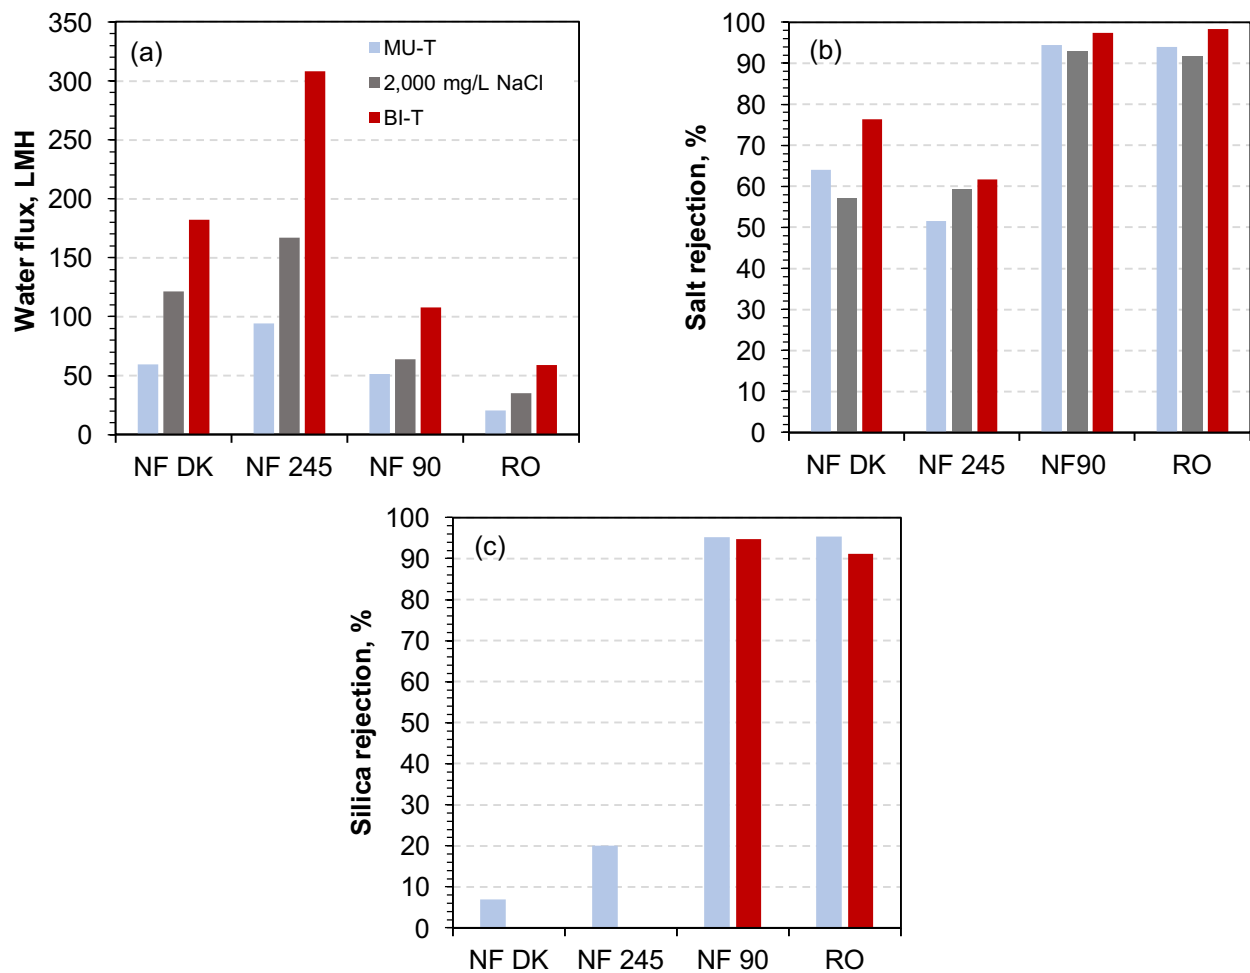 (a)
MU-T
2,000 mg/L NaCl
BI-T
Water flux, LMH
350
300
250
200
150
100
50
0
NF DK NF 245 NF 90 RO
(b)
Salt rejection, %
100
90
80
70
60
50
40
30
20
10
0
NF DK NF 245 NF90 RO
(c)
Silica rejection, %
100
90
80
70
60
50
40
30
20
10
0
NF DK NF 245 NF 90 RO